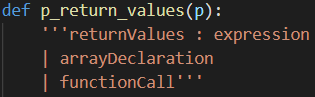 def p_return_values(p):
    '''returnValues : expression
    | arrayDeclaration
    | functionCall'''